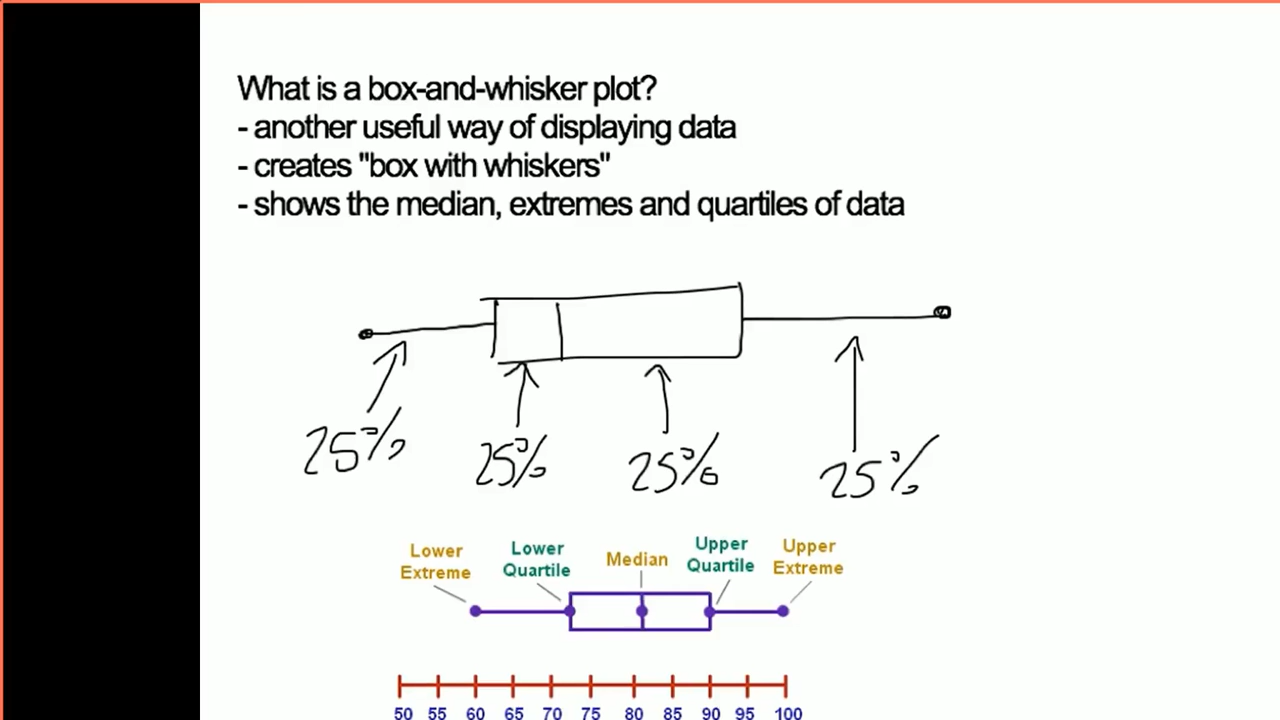 What is a box-and-whisker plot?
- another useful way of displaying data
- creates "box with whiskers"
- shows the median, extremes and quartiles of data
25% 25% 25% 25%
Lower Extreme Lower Quartile Median Upper Quartile Upper Extreme
50 55 60 65 70 75 80 85 90 95 100